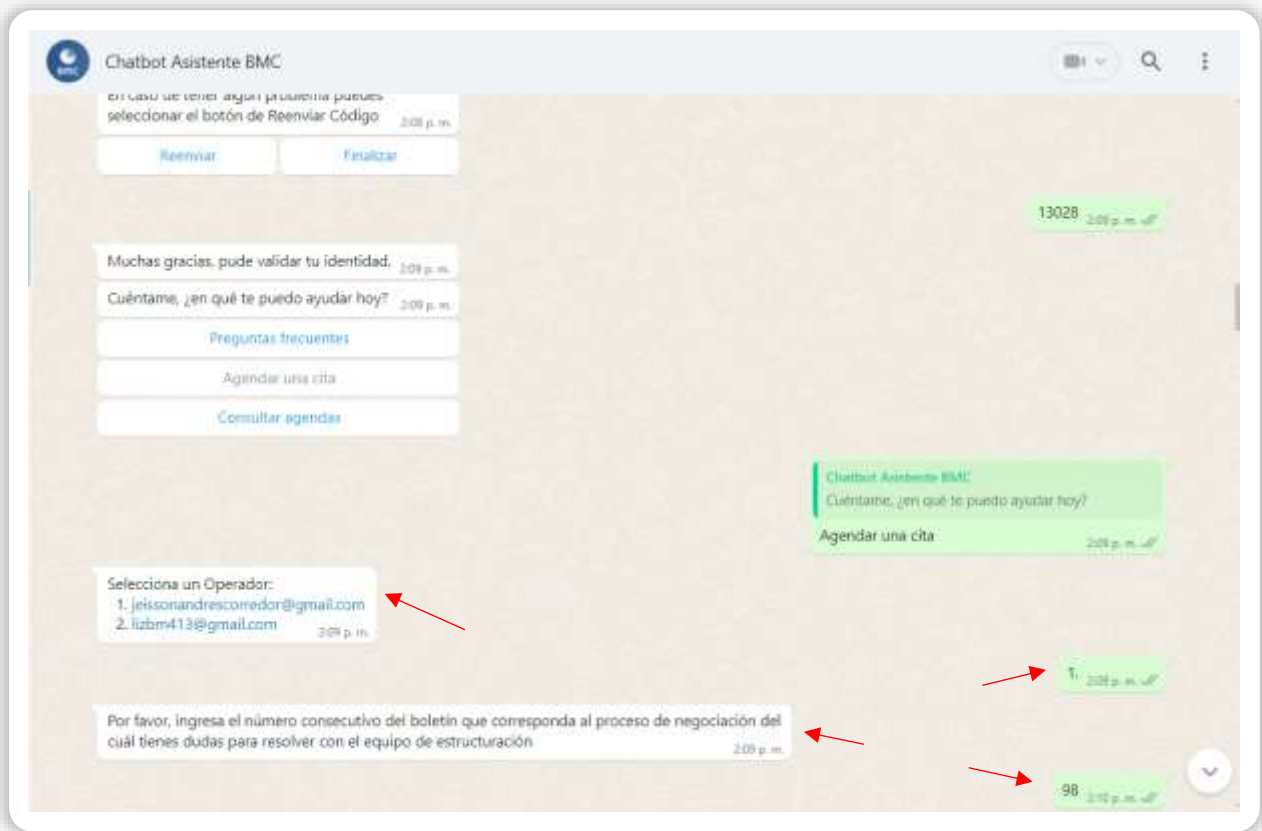 BMC
Chatbot Asistente BMC
En caso de tener algún problema puedes
seleccionar el botón de Reenviar Código 2:08 p. m.
Reenviar Finalizar
13028 2:09 p. m.
Muchas gracias, pude validar tu identidad. 2:09 p. m.
Cuéntame, ¿en qué te puedo ayudar hoy? 2:09 p. m.
Preguntas frecuentes
Agendar una cita
Consultar agendas
Chatbot Asistente BMC
Cuéntame, ¿en qué te puedo ayudar hoy?
Agendar una cita 2:09 p. m.
Selecciona un Operador:
1. jeissonandrescorredor@gmail.com
2. lizbm413@gmail.com 2:09 p. m.
1. 2:09 p. m.
Por favor, ingresa el número consecutivo del boletín que corresponda al proceso de negociación del
cuál tienes dudas para resolver con el equipo de estructuración 2:09 p. m.
98 2:10 p. m.